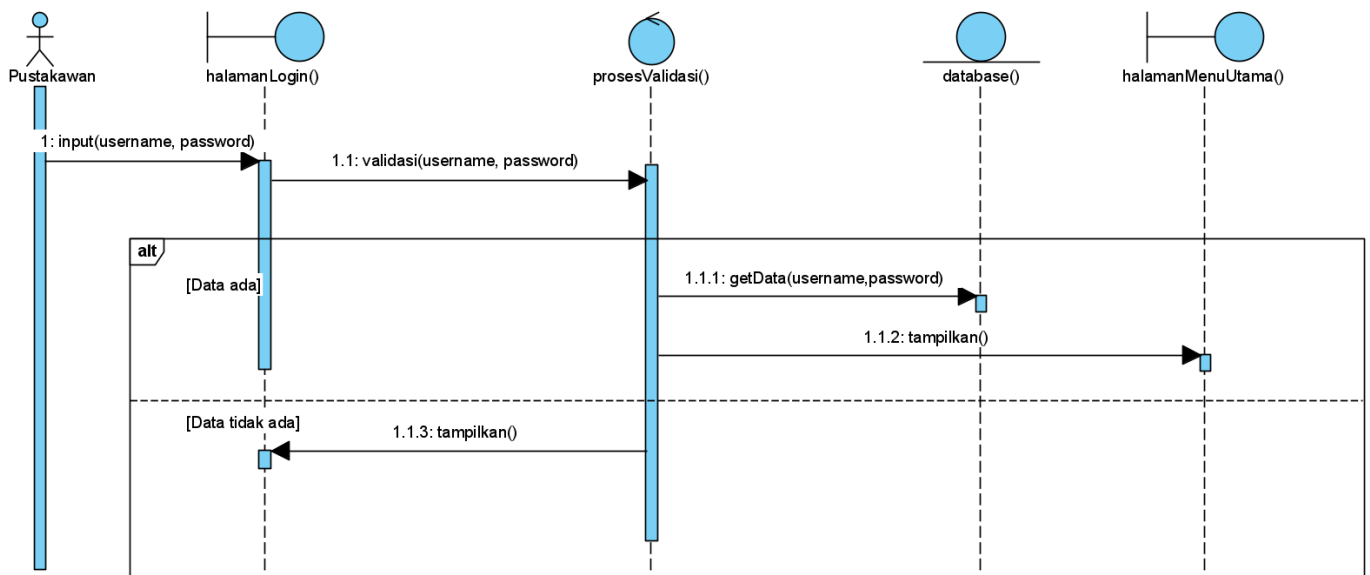 Pustakawan
halamanLogin()
prosesValidasi()
database()
halamanMenuUtama()
1: input(username, password)
1.1: validasi(username, password)
alt
[Data ada]
1.1.1: getData(username,password)
1.1.2: tampilkan()
[Data tidak ada]
1.1.3: tampilkan()